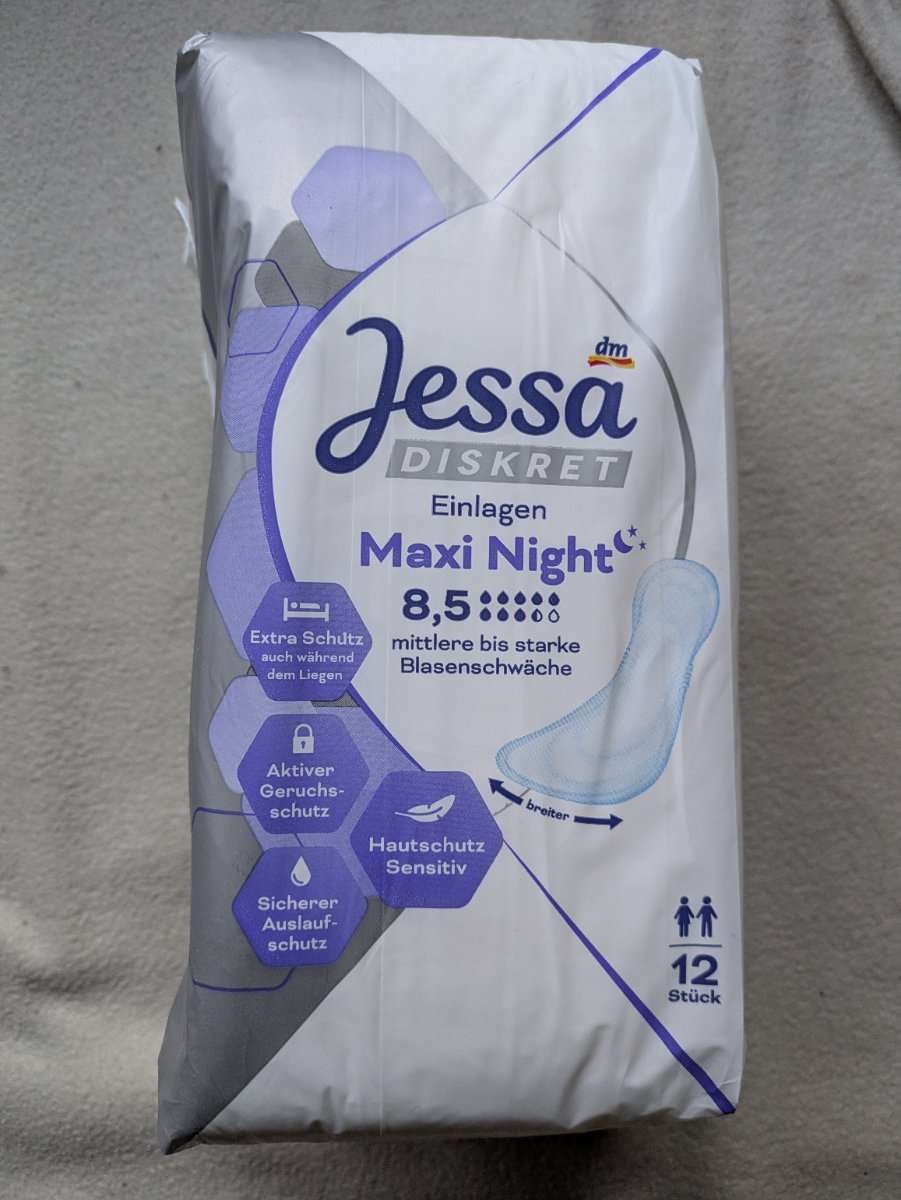 dm
Jessa
DISKRET
Einlagen
Maxi Night
8,5
mittlere bis starke
Blasenschwäche
Extra Schutz
auch während
dem Liegen
Aktiver
Geruchs-
schutz
Hautschutz
Sensitiv
Sicherer
Auslauf-
schutz
breiter
12
Stück